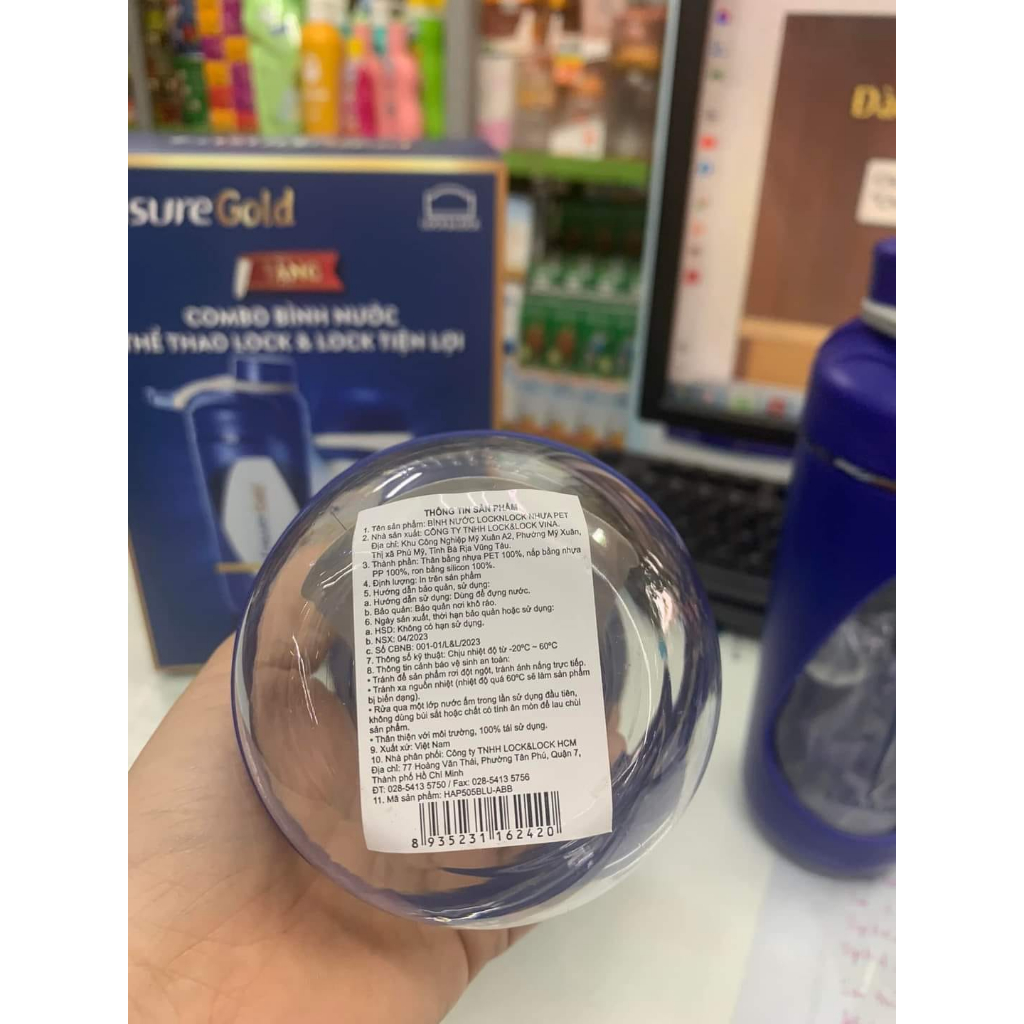 sure Gold
TẶNG
COMBO BÌNH NƯỚC
THỂ THAO LOCK & LOCK TIỆN LỢI
THÔNG TIN SẢN PHẨM
1. Tên sản phẩm: BÌNH NƯỚC LOCKNLOCK NHỰA PET
2. Nhà sản xuất: CÔNG TY TNHH LOCK&LOCK VINA.
Địa chỉ: Khu Công Nghiệp Mỹ Xuân A2, Phường Mỹ Xuân,
Thị xã Phú Mỹ, Tỉnh Bà Rịa Vũng Tàu.
3. Thành phần: Thân bằng nhựa PET 100%, nắp bằng nhựa
PP 100%, ron bằng silicon 100%.
4. Định lượng: In trên sản phẩm
5. Hướng dẫn bảo quản, sử dụng:
a. Hướng dẫn sử dụng: Dùng để đựng nước.
b. Bảo quản: Bảo quản nơi khô ráo.
6. Ngày sản xuất, thời hạn bảo quản hoặc sử dụng:
a. HSD: Không có hạn sử dụng.
b. NSX: 04/2023
c. Số CBNB: 001-01/L&L/2023
7. Thông số kỹ thuật: Chịu nhiệt độ từ -20ºC ~ 60ºC
8. Thông tin cảnh báo vệ sinh an toàn:
• Tránh để sản phẩm rơi đột ngột, tránh ánh nắng trực tiếp.
• Tránh xa nguồn nhiệt (nhiệt độ quá 60ºC sẽ làm sản phẩm
bị biến dạng).
• Rửa qua một lớp nước ấm trong lần sử dụng đầu tiên,
không dùng bùi sắt hoặc chất có tính ăn mòn để lau chùi
sản phẩm.
• Thân thiện với môi trường, 100% tái sử dụng.
9. Xuất xứ: Việt Nam
10. Nhà phân phối: Công ty TNHH LOCK&LOCK HCM
Địa chỉ: 77 Hoàng Văn Thái, Phường Tân Phú, Quận 7,
Thành phố Hồ Chí Minh
ĐT: 028-5413 5750 / Fax: 028-5413 5756
11. Mã sản phẩm: HAP505BLU-ABB
8 935231 162420